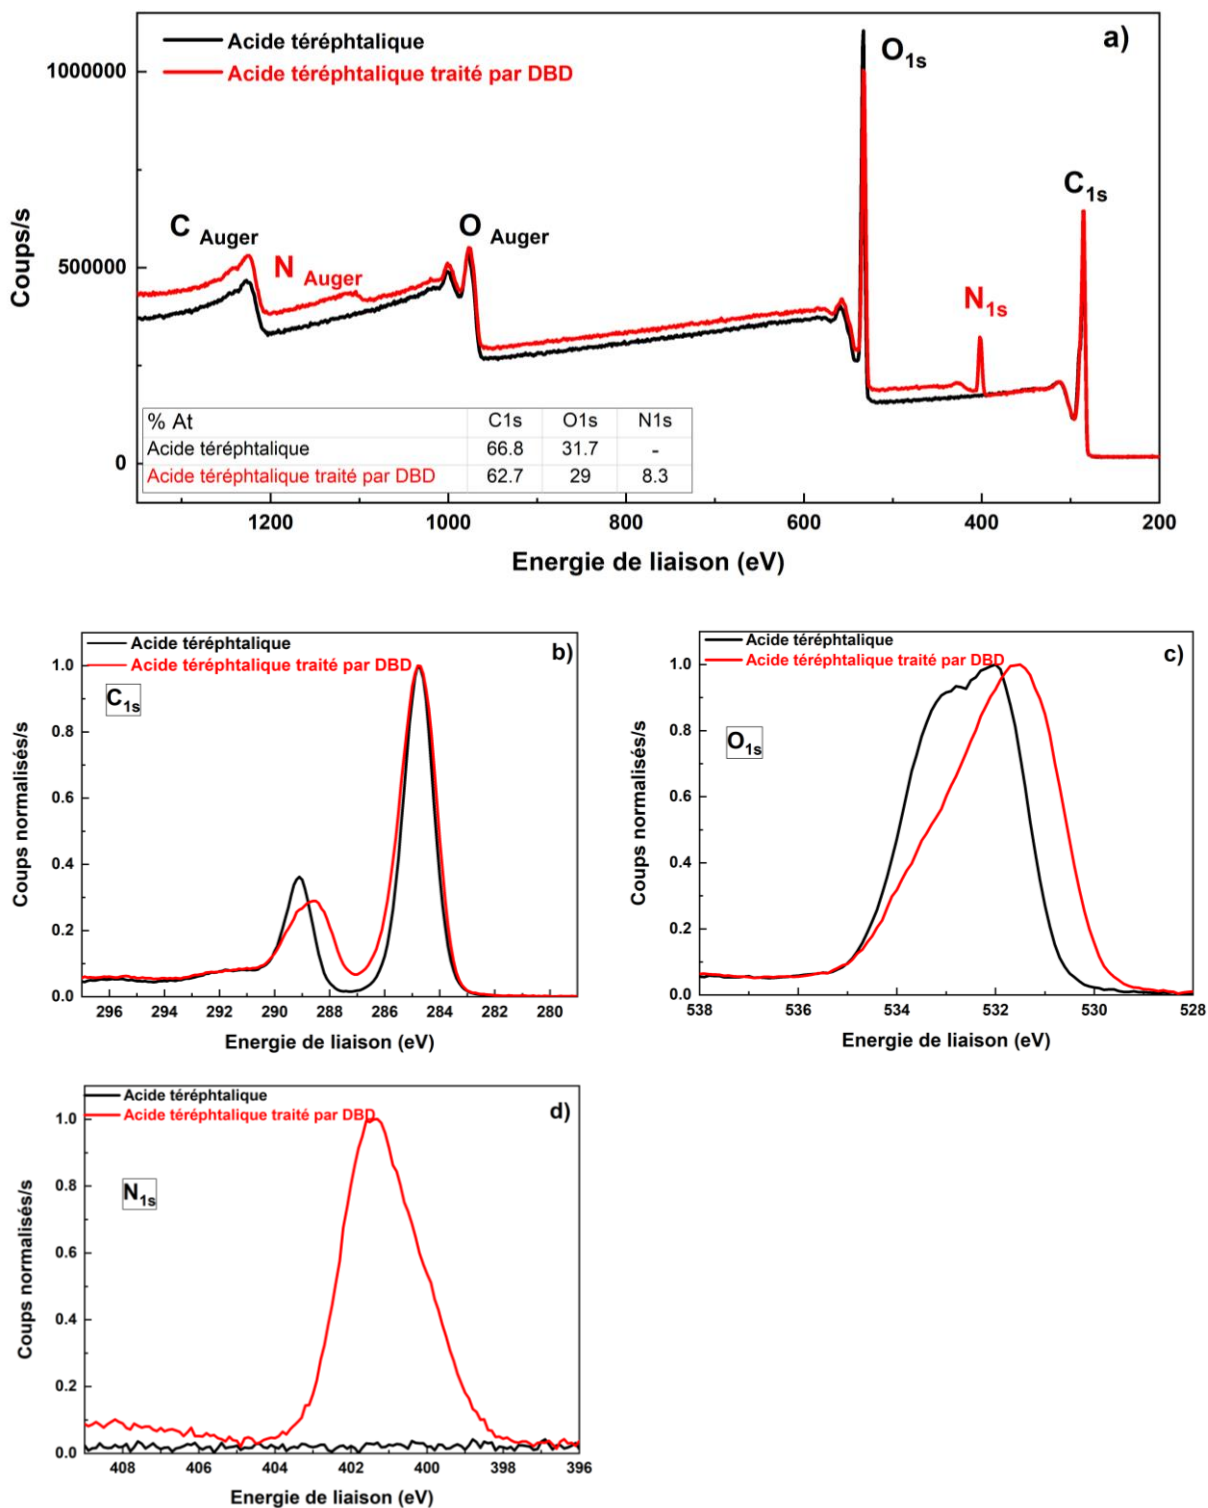 Acide téréphtalique
Acide téréphtalique traité par DBD
a)
O1s
C1s
N1s
C Auger
N Auger
O Auger
Coups/s
1000000
500000
0
% At C1s O1s N1s
Acide téréphtalique 66.8 31.7 -
Acide téréphtalique traité par DBD 62.7 29 8.3
1200 1000 800 600 400 200
Energie de liaison (eV)
Acide téréphtalique
Acide téréphtalique traité par DBD
b)
C1s
Coups normalisés/s
1.0
0.8
0.6
0.4
0.2
0.0
296 294 292 290 288 286 284 282 280
Energie de liaison (eV)
Acide téréphtalique
Acide téréphtalique traité par DBD
c)
O1s
Coups normalisés/s
1.0
0.8
0.6
0.4
0.2
0.0
538 536 534 532 530 528
Energie de liaison (eV)
Acide téréphtalique
Acide téréphtalique traité par DBD
d)
N1s
Coups normalisés/s
1.0
0.8
0.6
0.4
0.2
0.0
408 406 404 402 400 398 396
Energie de liaison (eV)